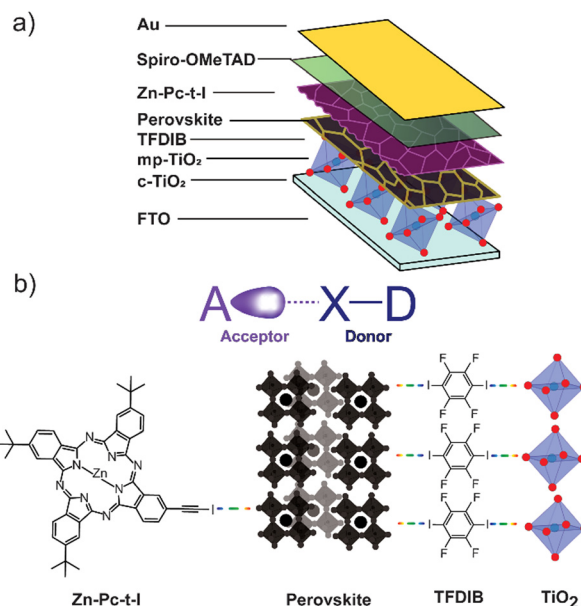 a)
Au
Spiro-OMeTAD
Zn-Pc-t-I
Perovskite
TFDIB
mp-TiO₂
c-TiO₂
FTO
b)
A X—D
Acceptor Donor
F F
I I
F F
F F
I I
F F
F F
I I
F F
N N
N
N Zn N
N
N N
I
Zn-Pc-t-I Perovskite TFDIB TiO₂